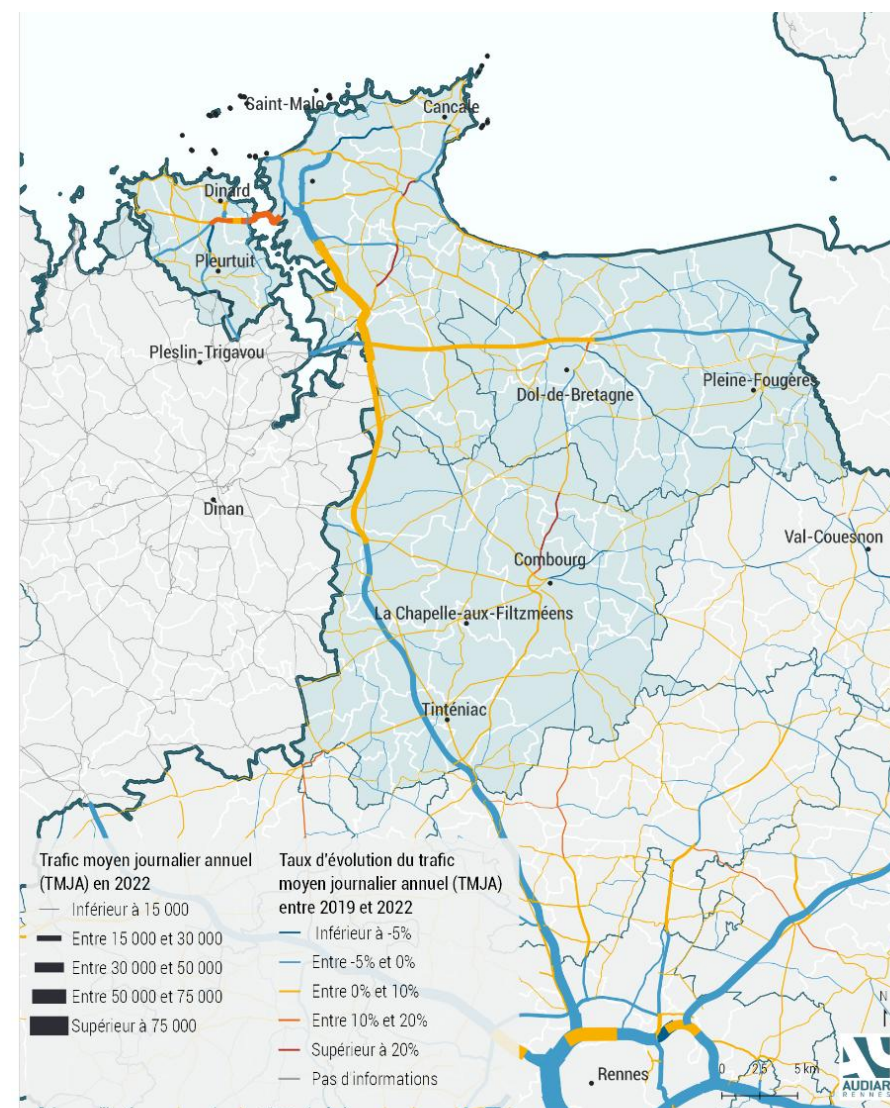 Saint-Malo
Cancale
Dinard
Pleurtuit
Pleslin-Trigavou
Dol-de-Bretagne
Pleine-Fougères
Dinan
Val-Couesnon
Combourg
La Chapelle-aux-Filtzméens
Tinténiac
Trafic moyen journalier annuel
(TMJA) en 2022
Inférieur à 15 000
Entre 15 000 et 30 000
Entre 30 000 et 50 000
Entre 50 000 et 75 000
Supérieur à 75 000
Taux d'évolution du trafic
moyen journalier annuel (TMJA)
entre 2019 et 2022
Inférieur à -5%
Entre -5% et 0%
Entre 0% et 10%
Entre 10% et 20%
Supérieur à 20%
Pas d'informations
Rennes
N
0 2,5 5 km
AUDIAR
RENNES